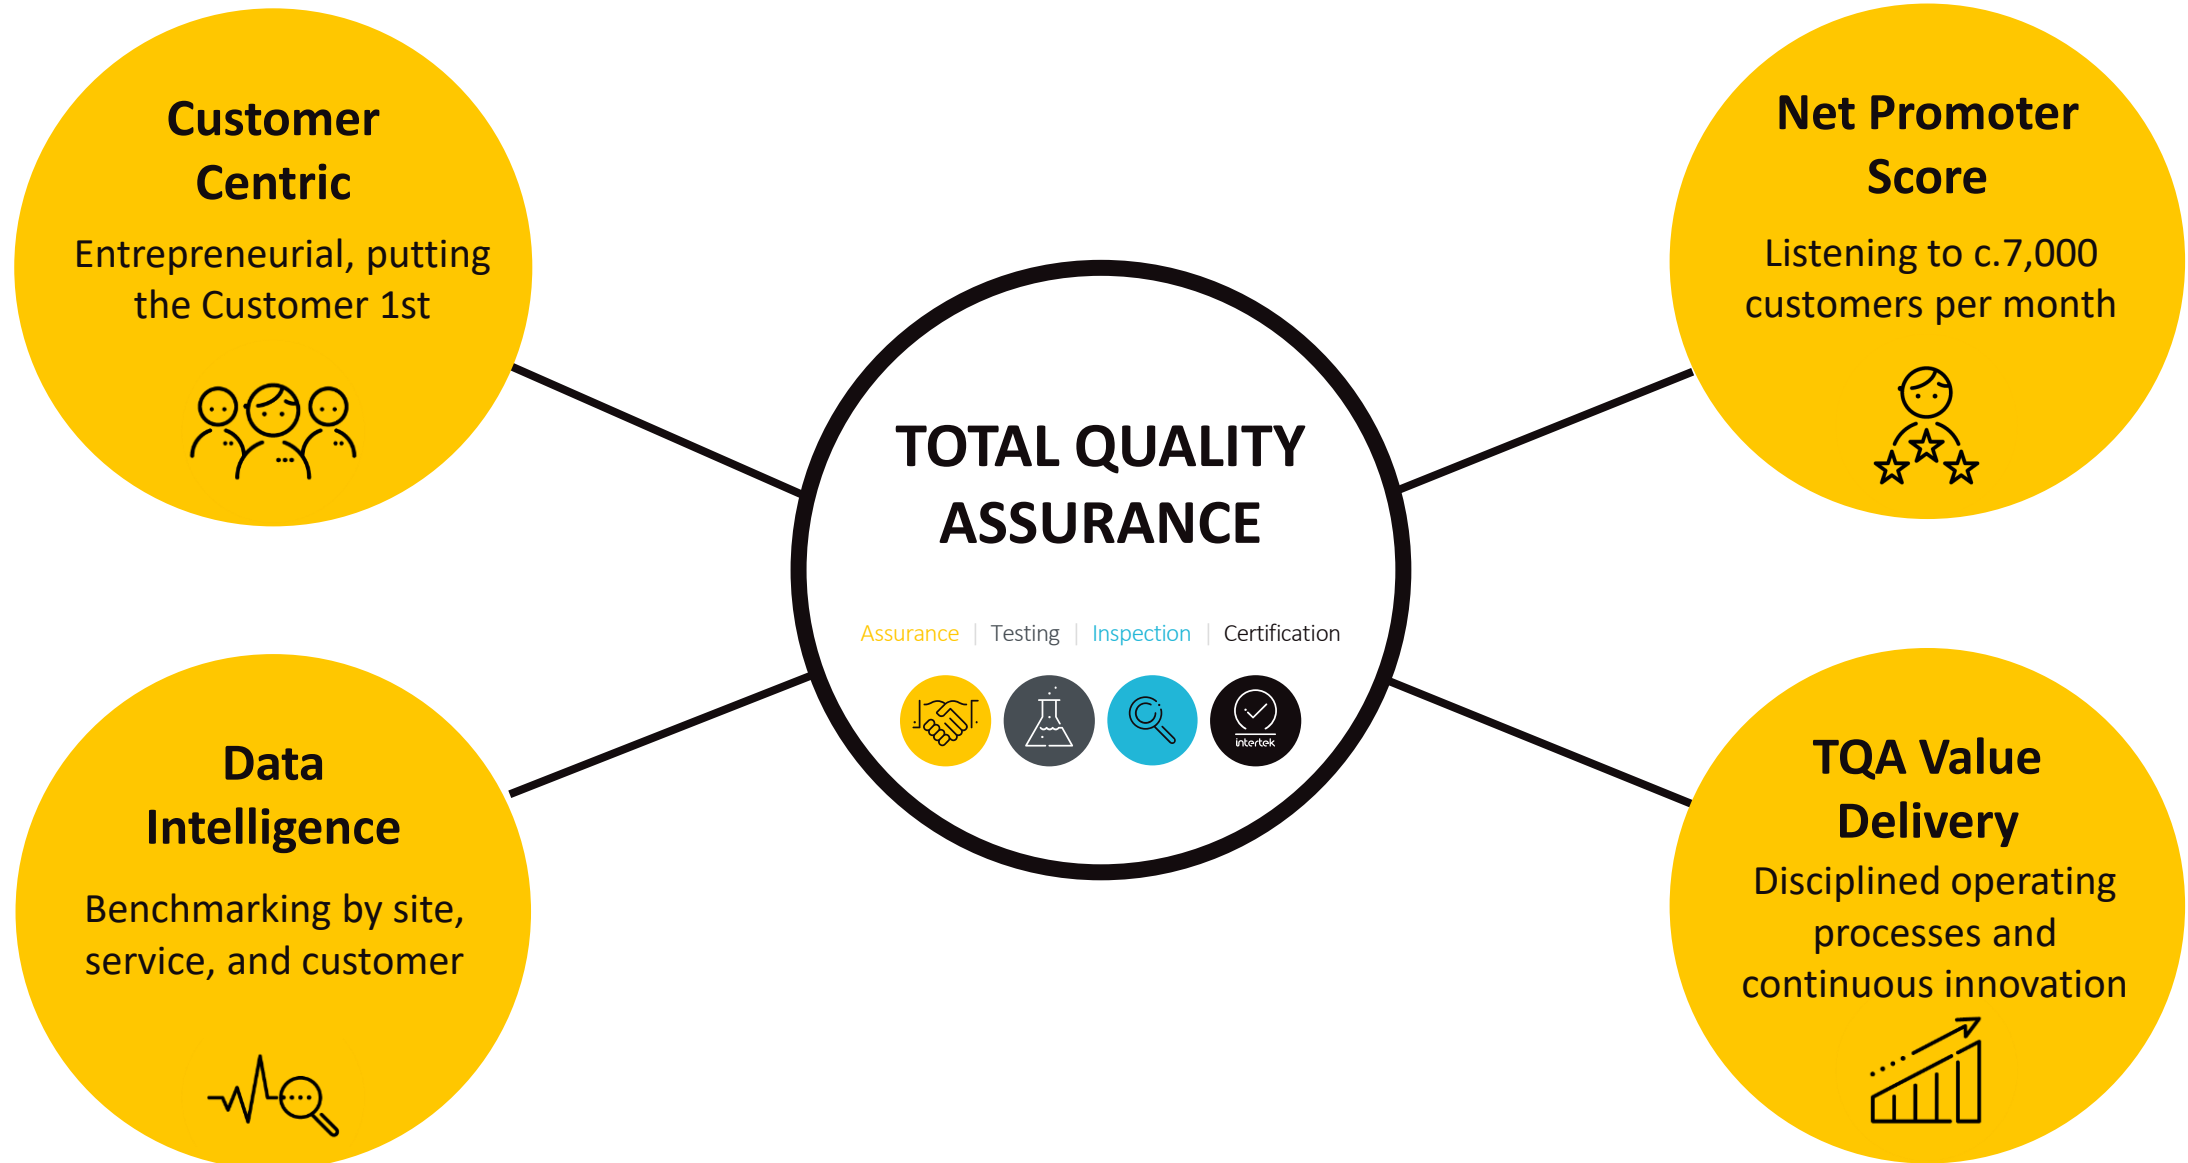 Customer
Centric
Entrepreneurial, putting
the Customer 1st
Net Promoter
Score
Listening to c.7,000
customers per month
TOTAL QUALITY
ASSURANCE
Assurance | Testing | Inspection | Certification
intertek
Data
Intelligence
Benchmarking by site,
service, and customer
TQA Value
Delivery
Disciplined operating
processes and
continuous innovation